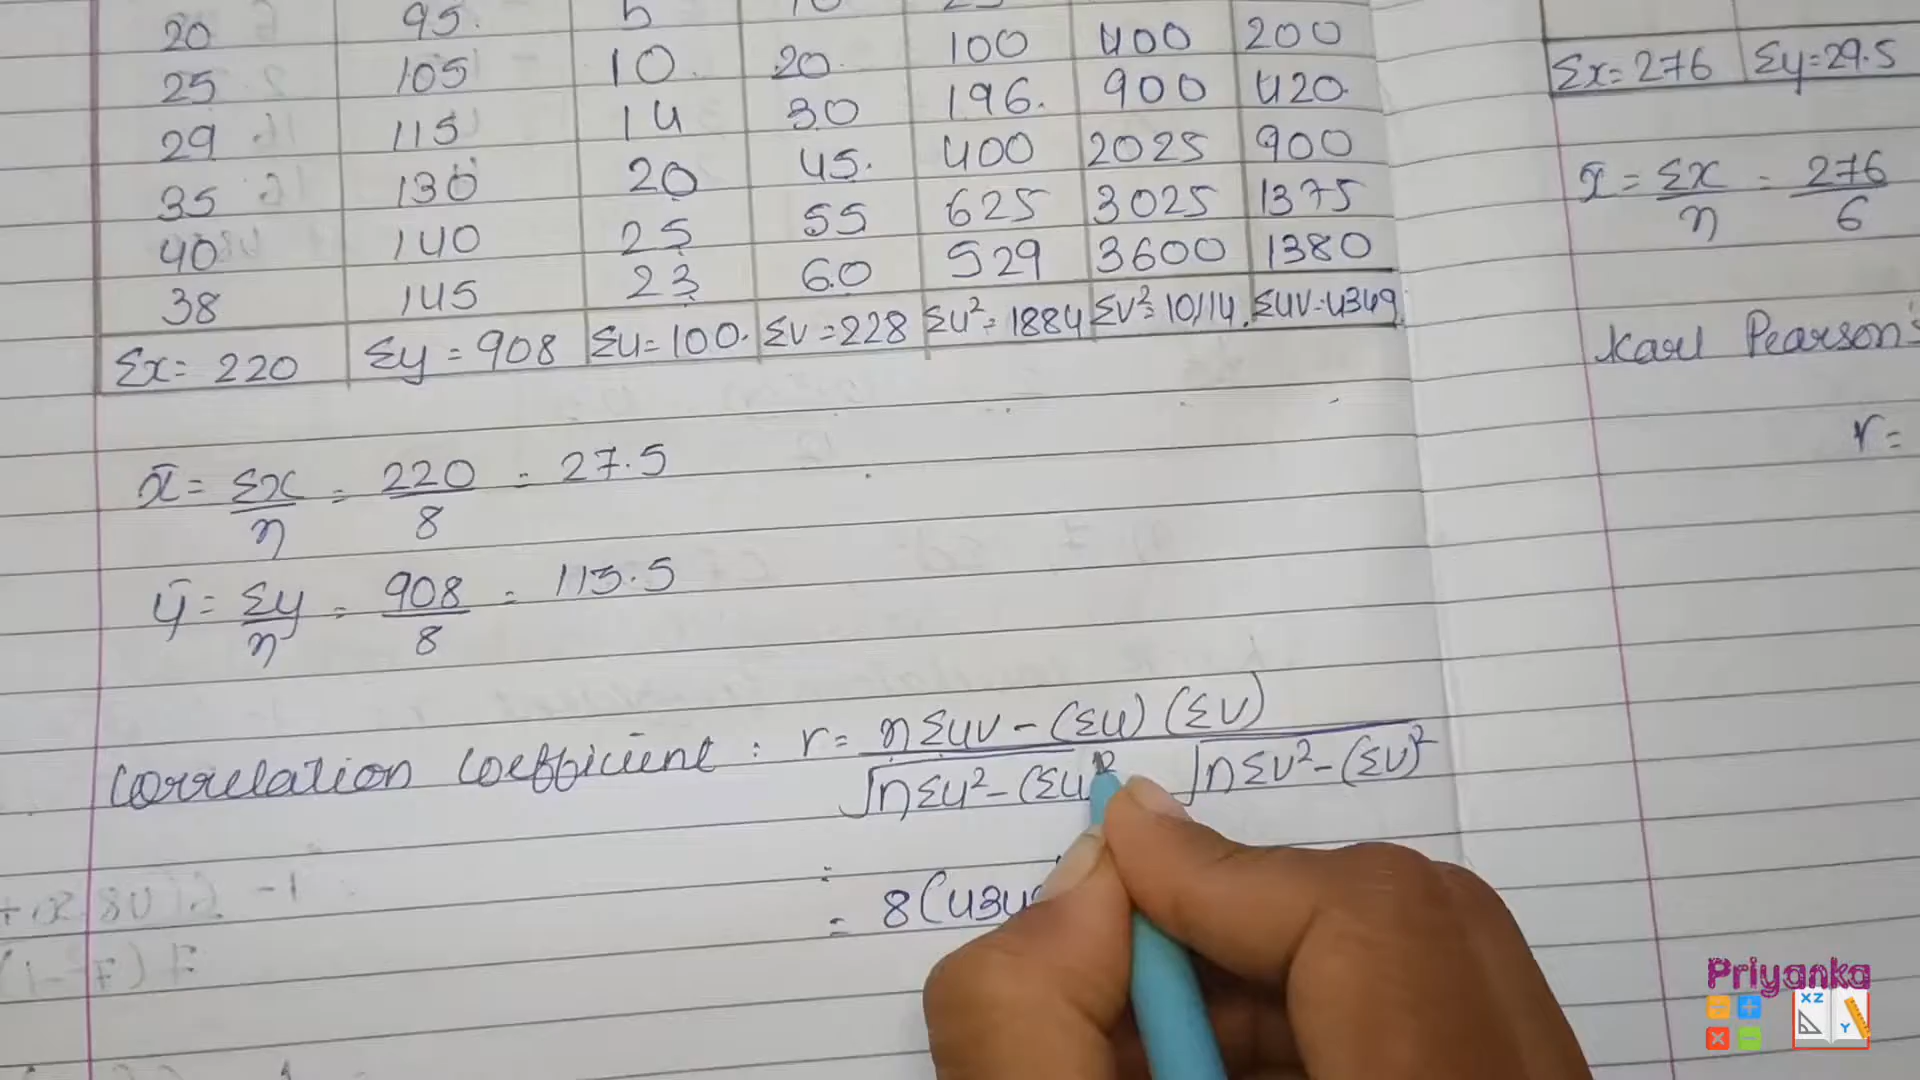 20 95. 5 10 25
25 105 10. 20. 100 400 200
29 115 14 30 196. 900 420.
35 130 20 45. 400 2025 900
40 140 25 55 625 3025 1375
38 145 23 60 529 3600 1380
Σx= 220 Σy = 908 Σu=100. Σv=228 Σu²=1884 Σv²=10,114. Σuv=4349.
x̄ = Σx/n = 220/8 = 27.5
ȳ = Σy/n = 908/8 = 113.5
Correlation Coefficient : r = nΣuv - (Σu) (Σv) / √nΣu² - (Σu)² √nΣv² - (Σv)²
= 8(434
Σx=276 Σy=29.5
x̄ = Σx/n = 276/6
Karl Pearson's
r =
Priyanka
XZ
Y